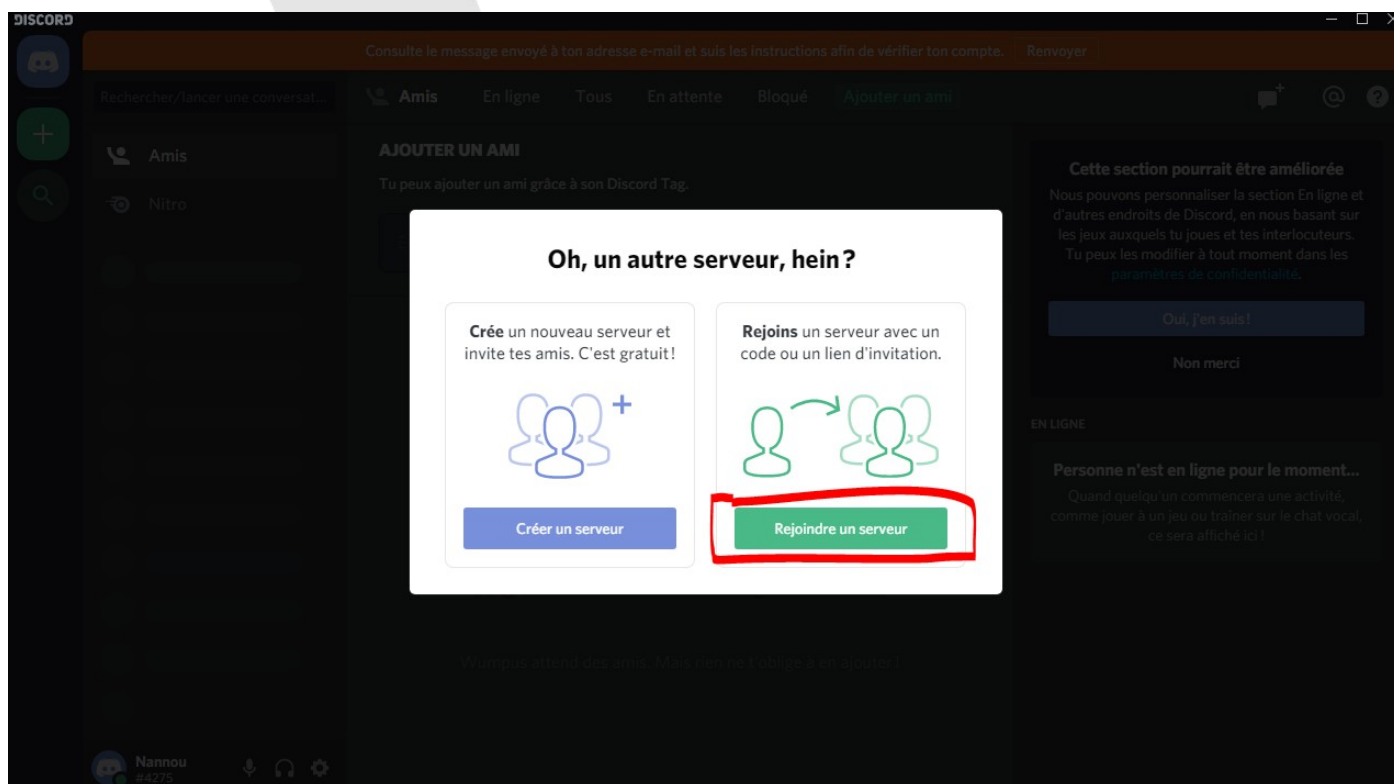 DISCORD
Consulte le message envoyé à ton adresse e-mail et suis les instructions afin de vérifier ton compte. Renvoyer
Rechercher/lancer une conversat...
Amis En ligne Tous En attente Bloqué Ajouter un ami
Amis
Nitro
AJOUTER UN AMI
Tu peux ajouter un ami grâce à son Discord Tag.
Oh, un autre serveur, hein ?
Crée un nouveau serveur et
invite tes amis. C'est gratuit !
Créer un serveur
Rejoins un serveur avec un
code ou un lien d'invitation.
Rejoindre un serveur
Wumpus attend des amis. Mais rien ne t'oblige à en ajouter !
Cette section pourrait être améliorée
Nous pouvons personnaliser la section En ligne et
d'autres endroits de Discord, en nous basant sur
les jeux auxquels tu joues et tes interlocuteurs.
Tu peux les modifier à tout moment dans les
paramètres de confidentialité.
Oui, j'en suis !
Non merci
EN LIGNE
Personne n'est en ligne pour le moment...
Quand quelqu'un commencera une activité,
comme jouer à un jeu ou traîner sur le chat vocal,
ce sera affiché ici !
Nannou
#4275